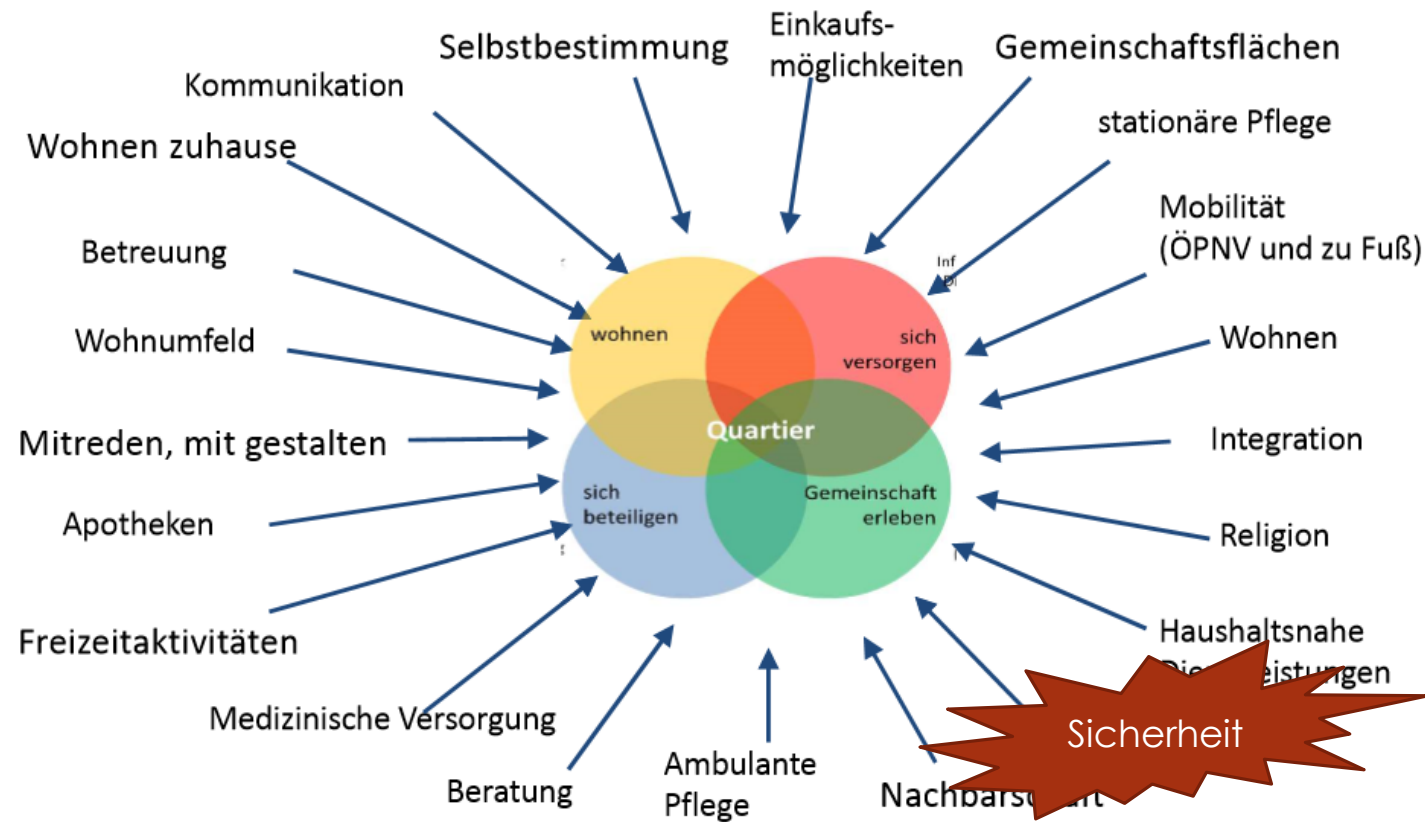 Selbstbestimmung
Einkaufs-
möglichkeiten
Gemeinschaftsflächen
Kommunikation
stationäre Pflege
Wohnen zuhause
Mobilität
(ÖPNV und zu Fuß)
Betreuung
Inf
Wohnumfeld
wohnen
sich
versorgen
Wohnen
Mitreden, mit gestalten
Quartier
Integration
sich
beteiligen
Gemeinschaft
erleben
Apotheken
Religion
Freizeitaktivitäten
Haushaltsnahe
Medizinische Versorgung
Sicherheit
Beratung
Ambulante
Pflege
Nachbarschaft